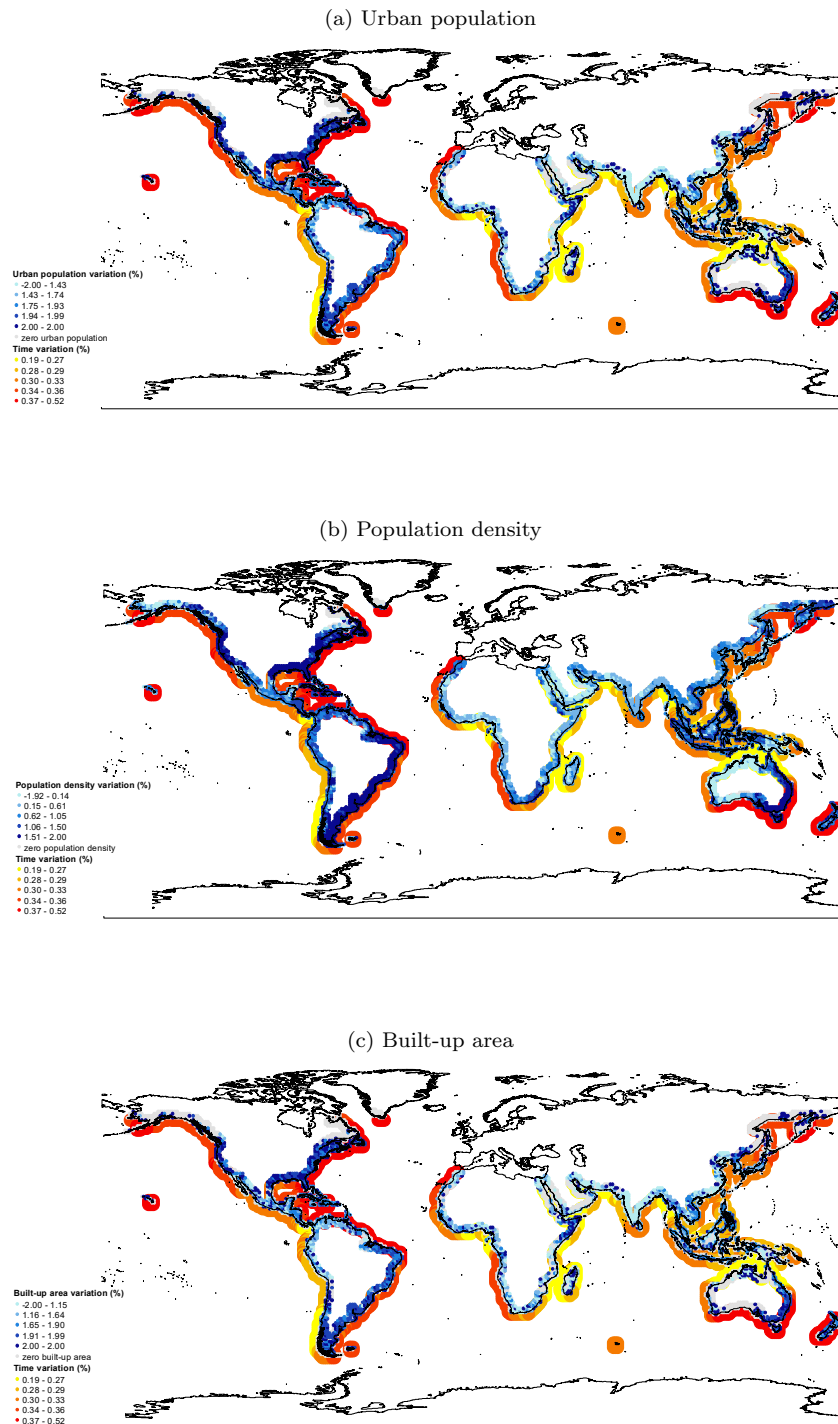 (a) Urban population
Urban population variation (%)
-2.00 - 1.43
1.43 - 1.74
1.75 - 1.93
1.94 - 1.99
2.00 - 2.00
zero urban population
Time variation (%)
0.19 - 0.27
0.28 - 0.29
0.30 - 0.33
0.34 - 0.36
0.37 - 0.52
(b) Population density
Population density variation (%)
-1.92 - 0.14
0.15 - 0.61
0.62 - 1.05
1.06 - 1.50
1.51 - 2.00
zero population density
Time variation (%)
0.19 - 0.27
0.28 - 0.29
0.30 - 0.33
0.34 - 0.36
0.37 - 0.52
(c) Built-up area
Built-up area variation (%)
-2.00 - 1.15
1.16 - 1.64
1.65 - 1.90
1.91 - 1.99
2.00 - 2.00
zero built-up area
Time variation (%)
0.19 - 0.27
0.28 - 0.29
0.30 - 0.33
0.34 - 0.36
0.37 - 0.52